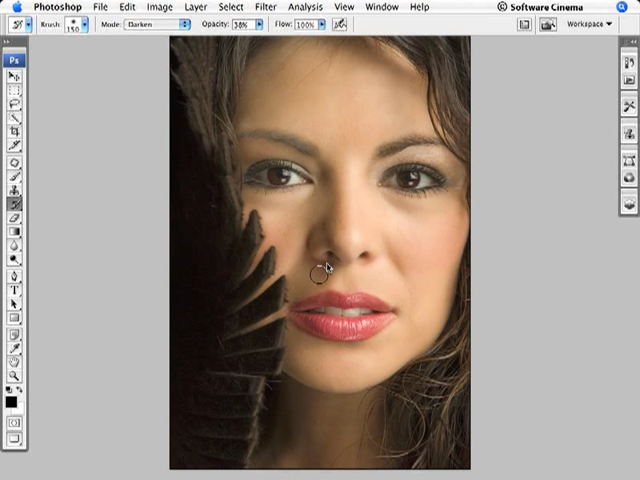 Photoshop File Edit Image Layer Select Filter Analysis View Window Help © Software Cinema
Brush: 150 Mode: Darken Opacity: 38% Flow: 100% Workspace
Ps
T